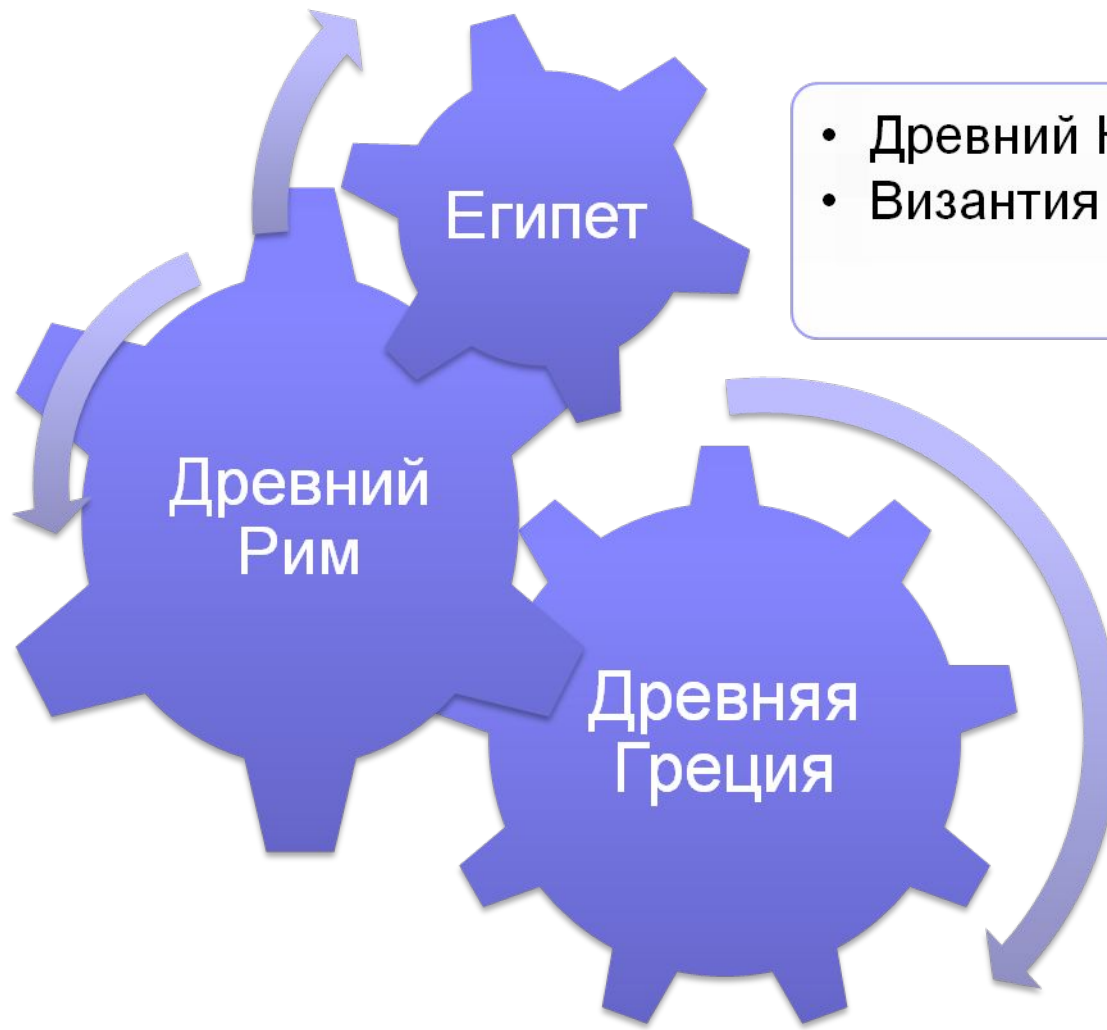 Египет
• Древний
• Византия
Древний
Рим
Древняя
Греция